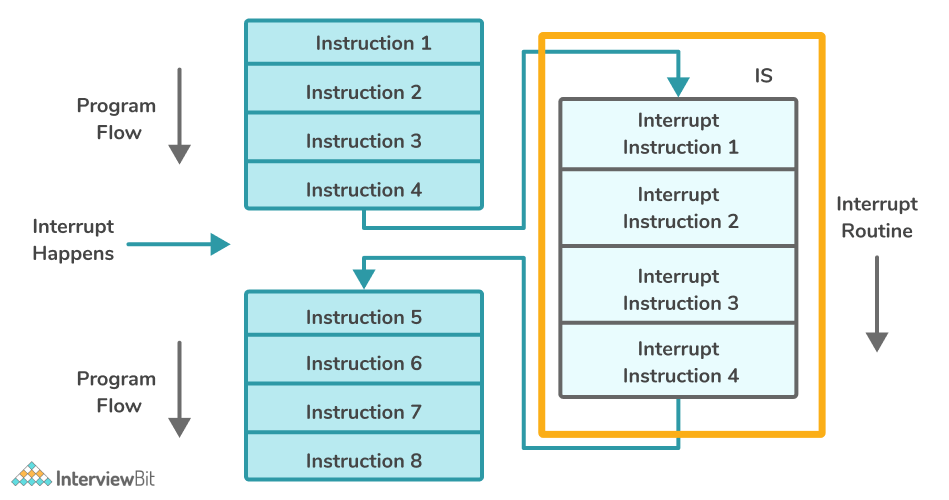 Instruction 1
Instruction 2
Instruction 3
Instruction 4
Program
Flow
Interrupt
Happens
Instruction 5
Instruction 6
Instruction 7
Instruction 8
Program
Flow
IS
Interrupt
Instruction 1
Interrupt
Instruction 2
Interrupt
Instruction 3
Interrupt
Instruction 4
Interrupt
Routine
InterviewBit